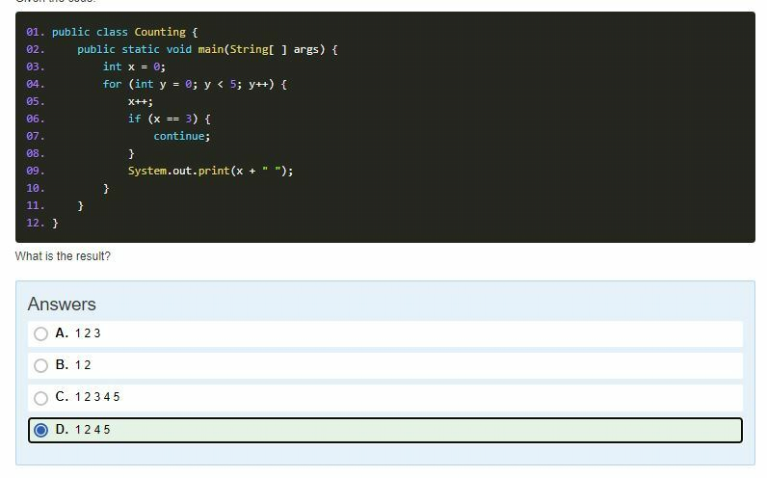 Given the code:
01. public class Counting {
02. public static void main(String[ ] args) {
03. int x = 0;
04. for (int y = 0; y < 5; y++) {
05. x++;
06. if (x == 3) {
07. continue;
08. }
09. System.out.print(x + " ");
10. }
11. }
12. }
What is the result?
Answers
A. 1 2 3
B. 1 2
C. 1 2 3 4 5
D. 1 2 4 5